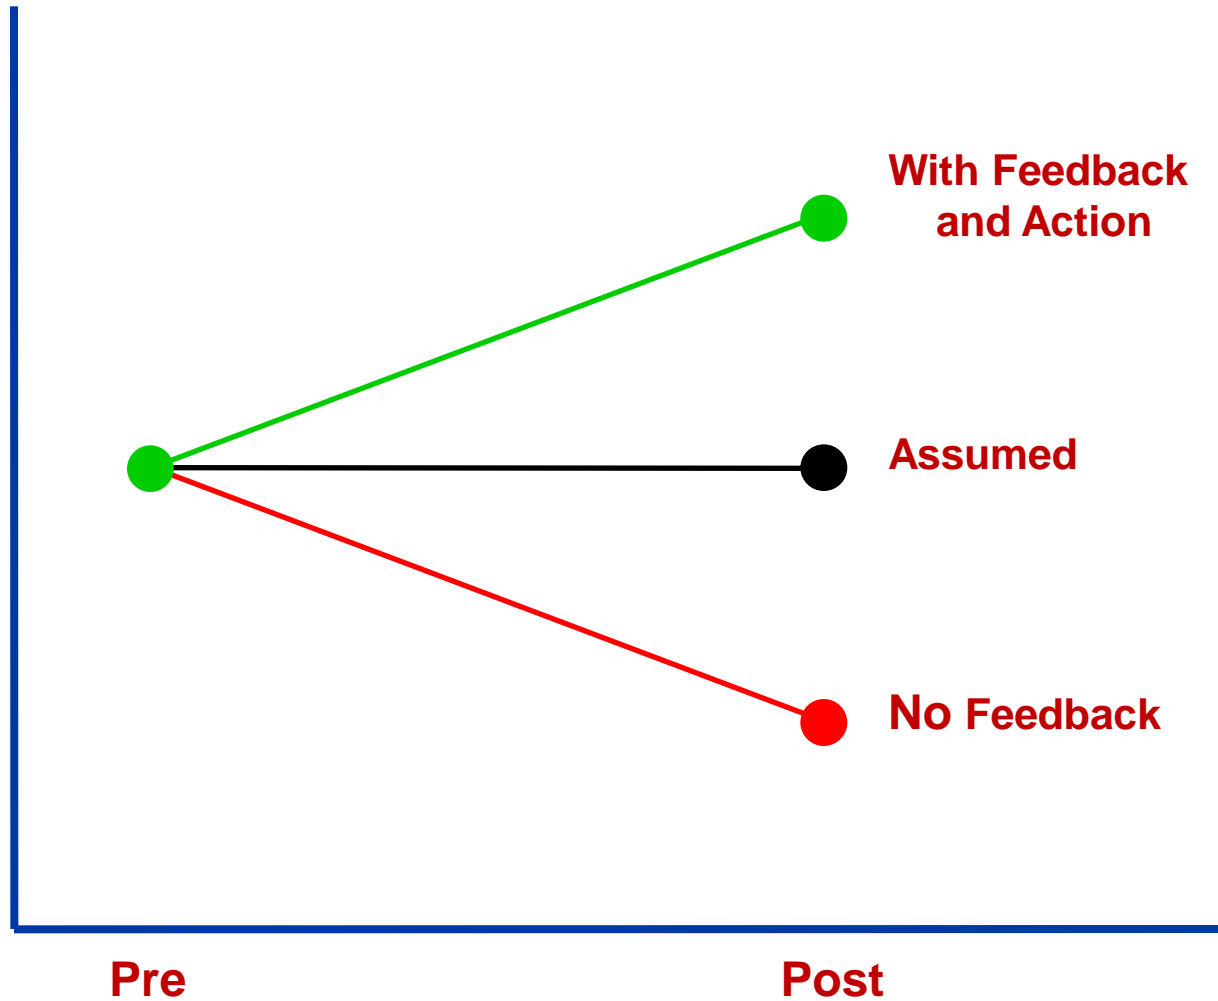 With Feedback
and Action
Assumed
No Feedback
Pre
Post